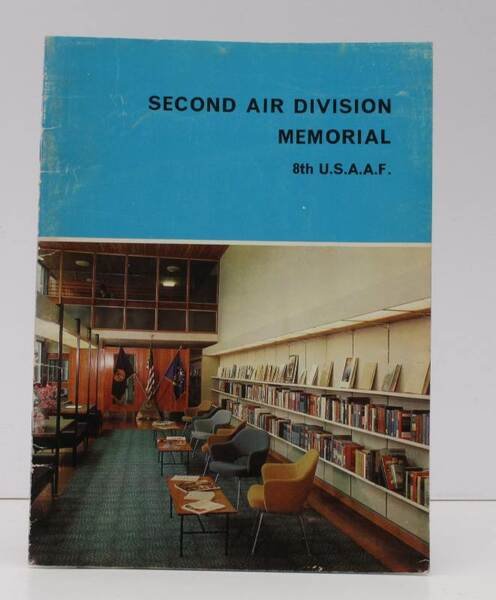 SECOND AIR DIVISION
MEMORIAL
8th U.S.A.A.F.